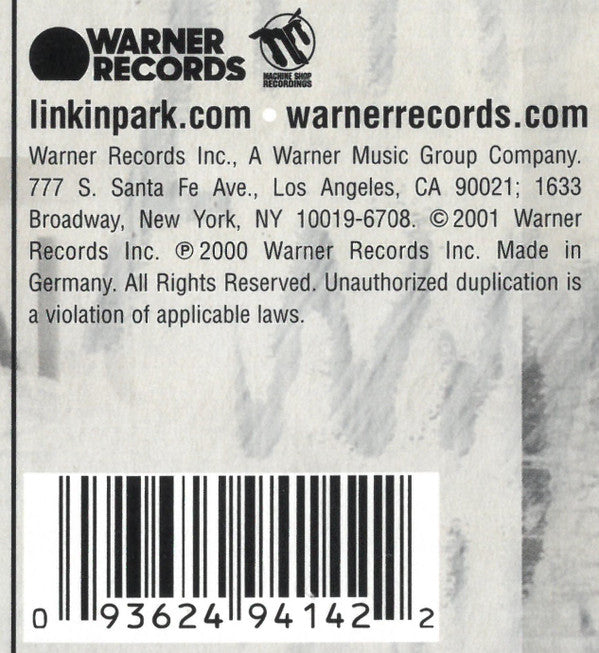 WARNER
RECORDS
MACHINE SHOP
RECORDINGS
linkinpark.com • warnerrecords.com
Warner Records Inc., A Warner Music Group Company.
777 S. Santa Fe Ave., Los Angeles, CA 90021; 1633
Broadway, New York, NY 10019-6708. ©2001 Warner
Records Inc. ℗2000 Warner Records Inc. Made in
Germany. All Rights Reserved. Unauthorized duplication is
a violation of applicable laws.
0 93624 94142 2